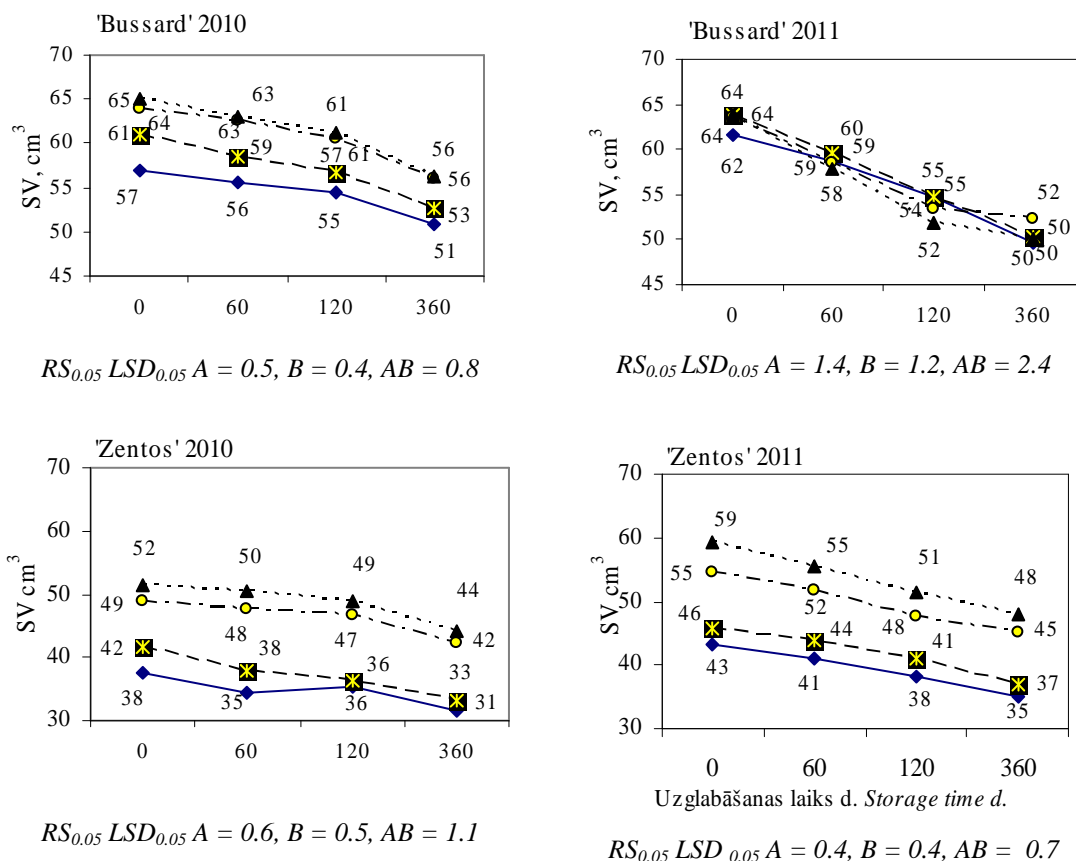 'Bussard' 2010
SV, cm³
70
65
60
55
50
45
65 63 61 56
61 64 63 59 57 61 56
57 56 55 53
51
0 60 120 360
RS0.05 LSD0.05 A = 0.5, B = 0.4, AB = 0.8
'Bussard' 2011
SV, cm³
70
65
60
55
50
45
64
64 64 60 59
62 59 55 55 52
58 54 50
52 50 50
0 60 120 360
RS0.05 LSD0.05 A = 1.4, B = 1.2, AB = 2.4
'Zentos' 2010
SV cm³
70
60
50
40
30
52 50 49 44
49 48 47 42
42 38 36 33
38 35 36 31
0 60 120 360
RS0.05 LSD0.05 A = 0.6, B = 0.5, AB = 1.1
'Zentos' 2011
SV cm³
70
60
50
40
30
59 55 51 48
55 52 48 45
46 44 41 37
43 41 38 35
0 60 120 360
Uzglabāšanas laiks d. Storage time d.
RS0.05 LSD 0.05 A = 0.4, B = 0.4, AB = 0.7